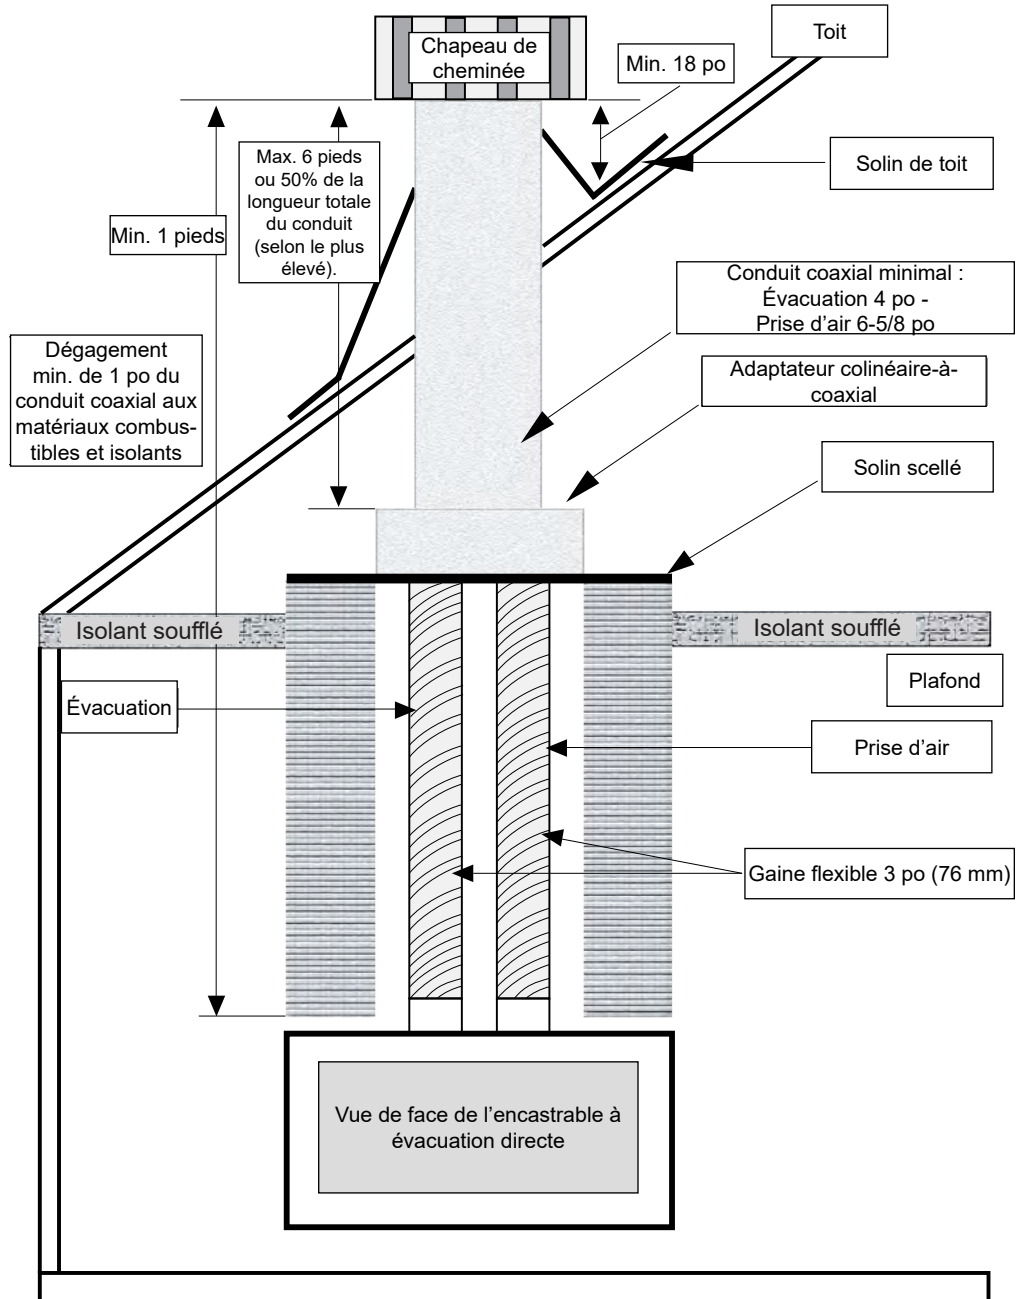 Chapeau de
cheminée
Toit
Min. 18 po
Max. 6 pieds
ou 50% de la
longueur totale
du conduit
(selon le plus
élevé).
Solin de toit
Min. 1 pieds
Conduit coaxial minimal :
Évacuation 4 po -
Prise d’air 6-5/8 po
Dégagement
min. de 1 po du
conduit coaxial aux
matériaux combus-
tibles et isolants
Adaptateur colinéaire-à-
coaxial
Solin scellé
Isolant soufflé
Isolant soufflé
Plafond
Évacuation
Prise d’air
Gaine flexible 3 po (76 mm)
Vue de face de l’encastrable à
évacuation directe